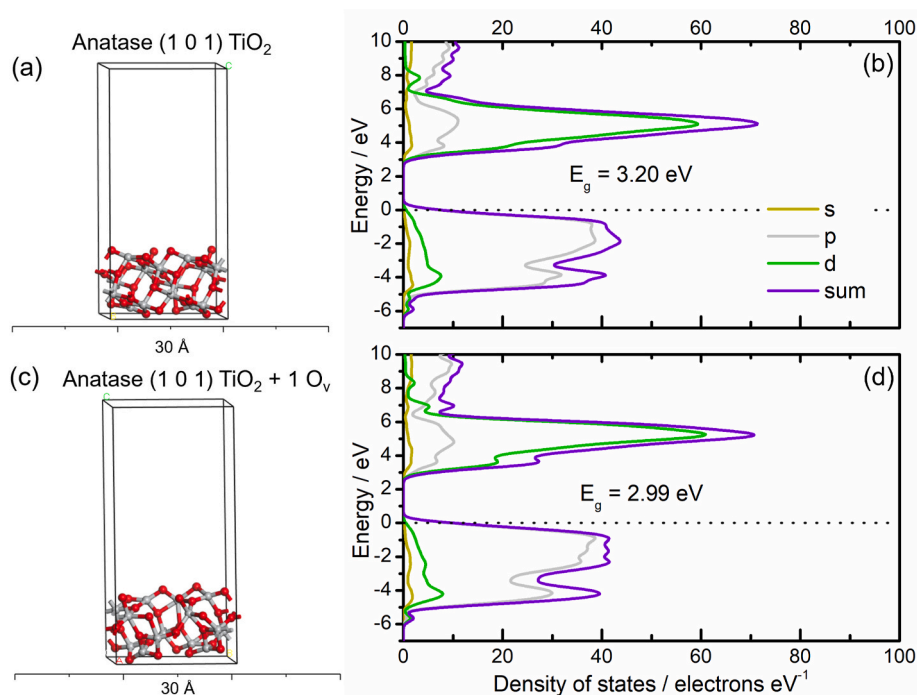 Anatase (1 0 1) TiO2
(a)
C
30 Å
0 20 40 60 80 100
10
8
6
4
2
0
-2
-4
-6
Energy / eV
(b)
Eg = 3.20 eV
s
p
d
sum
(c)
Anatase (1 0 1) TiO2 + 1 Ov
C
A
30 Å
10
8
6
4
2
0
-2
-4
-6
Energy / eV
(d)
Eg = 2.99 eV
0 20 40 60 80 100
Density of states / electrons eV-1